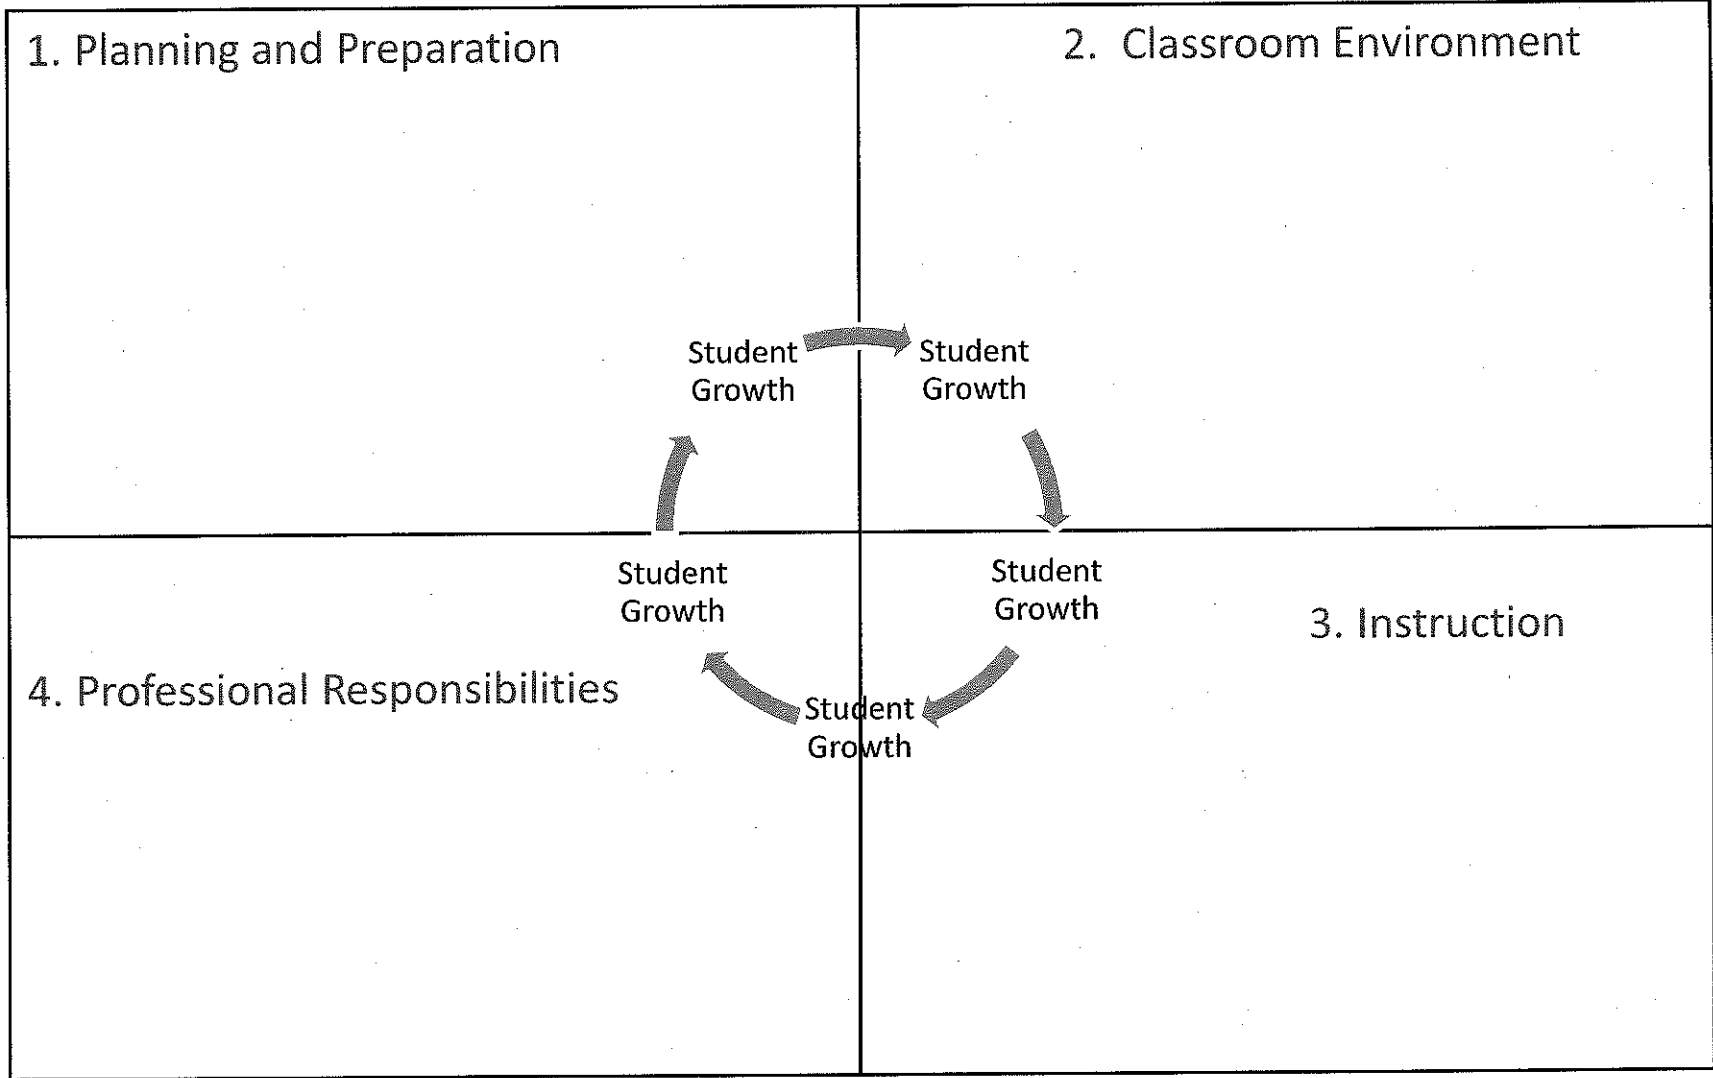 1. Planning and Preparation
2. Classroom Environment
Student
Growth
Student
Growth
Student
Growth
Student
Growth
3. Instruction
4. Professional Responsibilities
Student
Growth